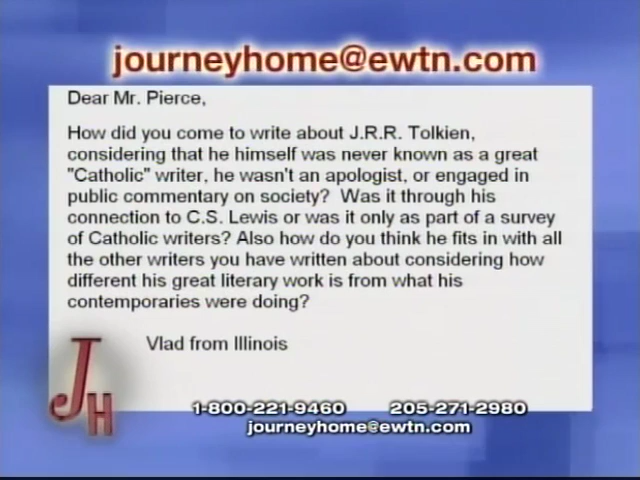 journeyhome@ewtn.com
Dear Mr. Pierce,
How did you come to write about J.R.R. Tolkien,
considering that he himself was never known as a great
"Catholic" writer, he wasn't an apologist, or engaged in
public commentary on society?  Was it through his
connection to C.S. Lewis or was it only as part of a survey
of Catholic writers? Also how do you think he fits in with all
the other writers you have written about considering how
different his great literary work is from what his
contemporaries were doing?
Vlad from Illinois
JH
1-800-221-9460 205-271-2980
journeyhome@ewtn.com